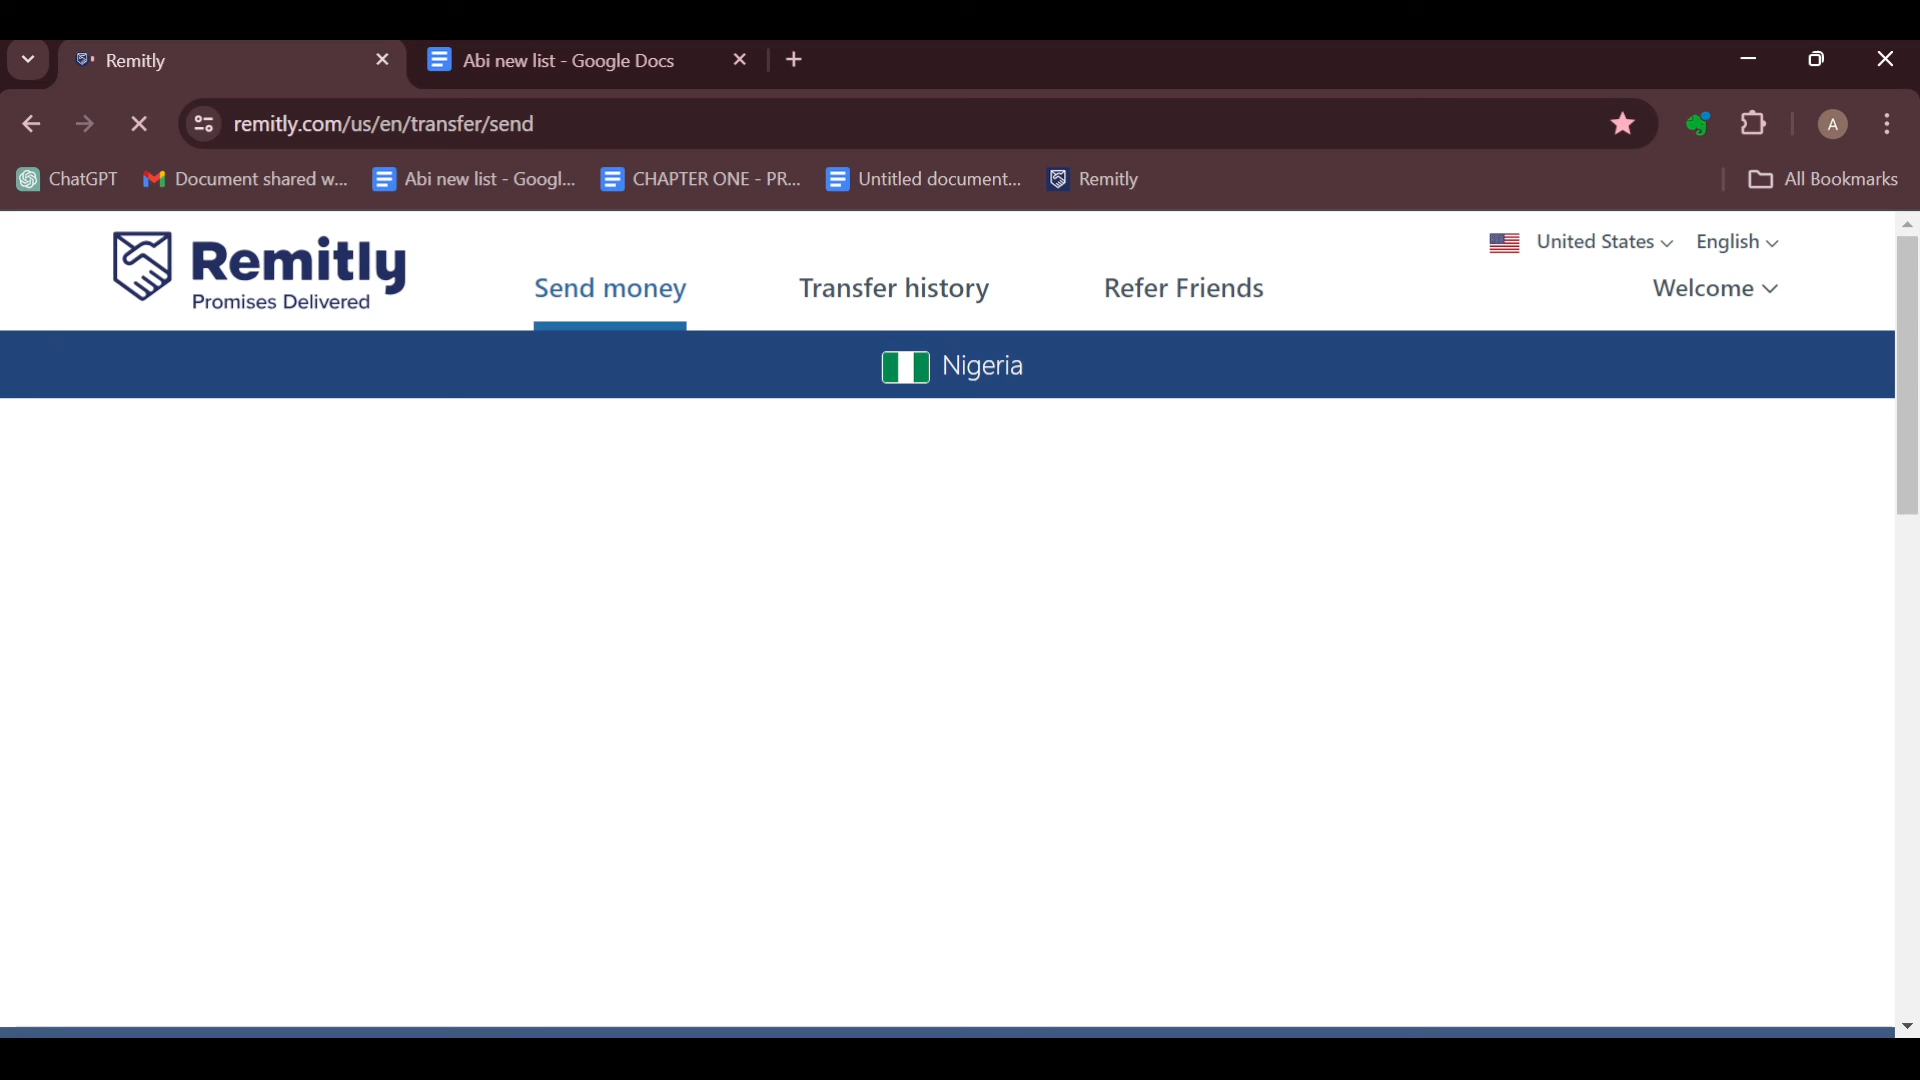 Remitly
Abi new list - Google Docs
remitly.com/us/en/transfer/send
A
ChatGPT
Document shared w...
Abi new list - Googl...
CHAPTER ONE - PR...
Untitled document...
Remitly
All Bookmarks
Remitly
Promises Delivered
Send money
Transfer history
Refer Friends
United States
English
Welcome
Nigeria